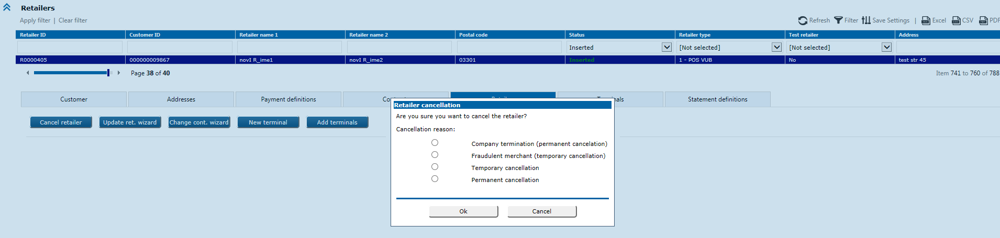 Retailers
Apply filter | Clear filter
Refresh Filter Save Settings | Excel CSV PDF
Retailer ID Customer ID Retailer name 1 Retailer name 2 Postal code Status Retailer type Test retailer Address
Inserted [Not selected] [Not selected]
R0000405 000000009867 novI R_ime1 novI R_ime2 03301 Inserted 1 - POS VUB No test str 45
Page 38 of 40 Item 741 to 760 of 788
Customer Addresses Payment definitions Statement definitions
Cancel retailer Update ret. wizard Change cont. wizard New terminal Add terminals
Retailer cancellation
Are you sure you want to cancel the retailer?
Cancellation reason:
Company termination (permanent cancelation)
Fraudulent merchant (temporary cancellation)
Temporary cancellation
Permanent cancellation
Ok Cancel